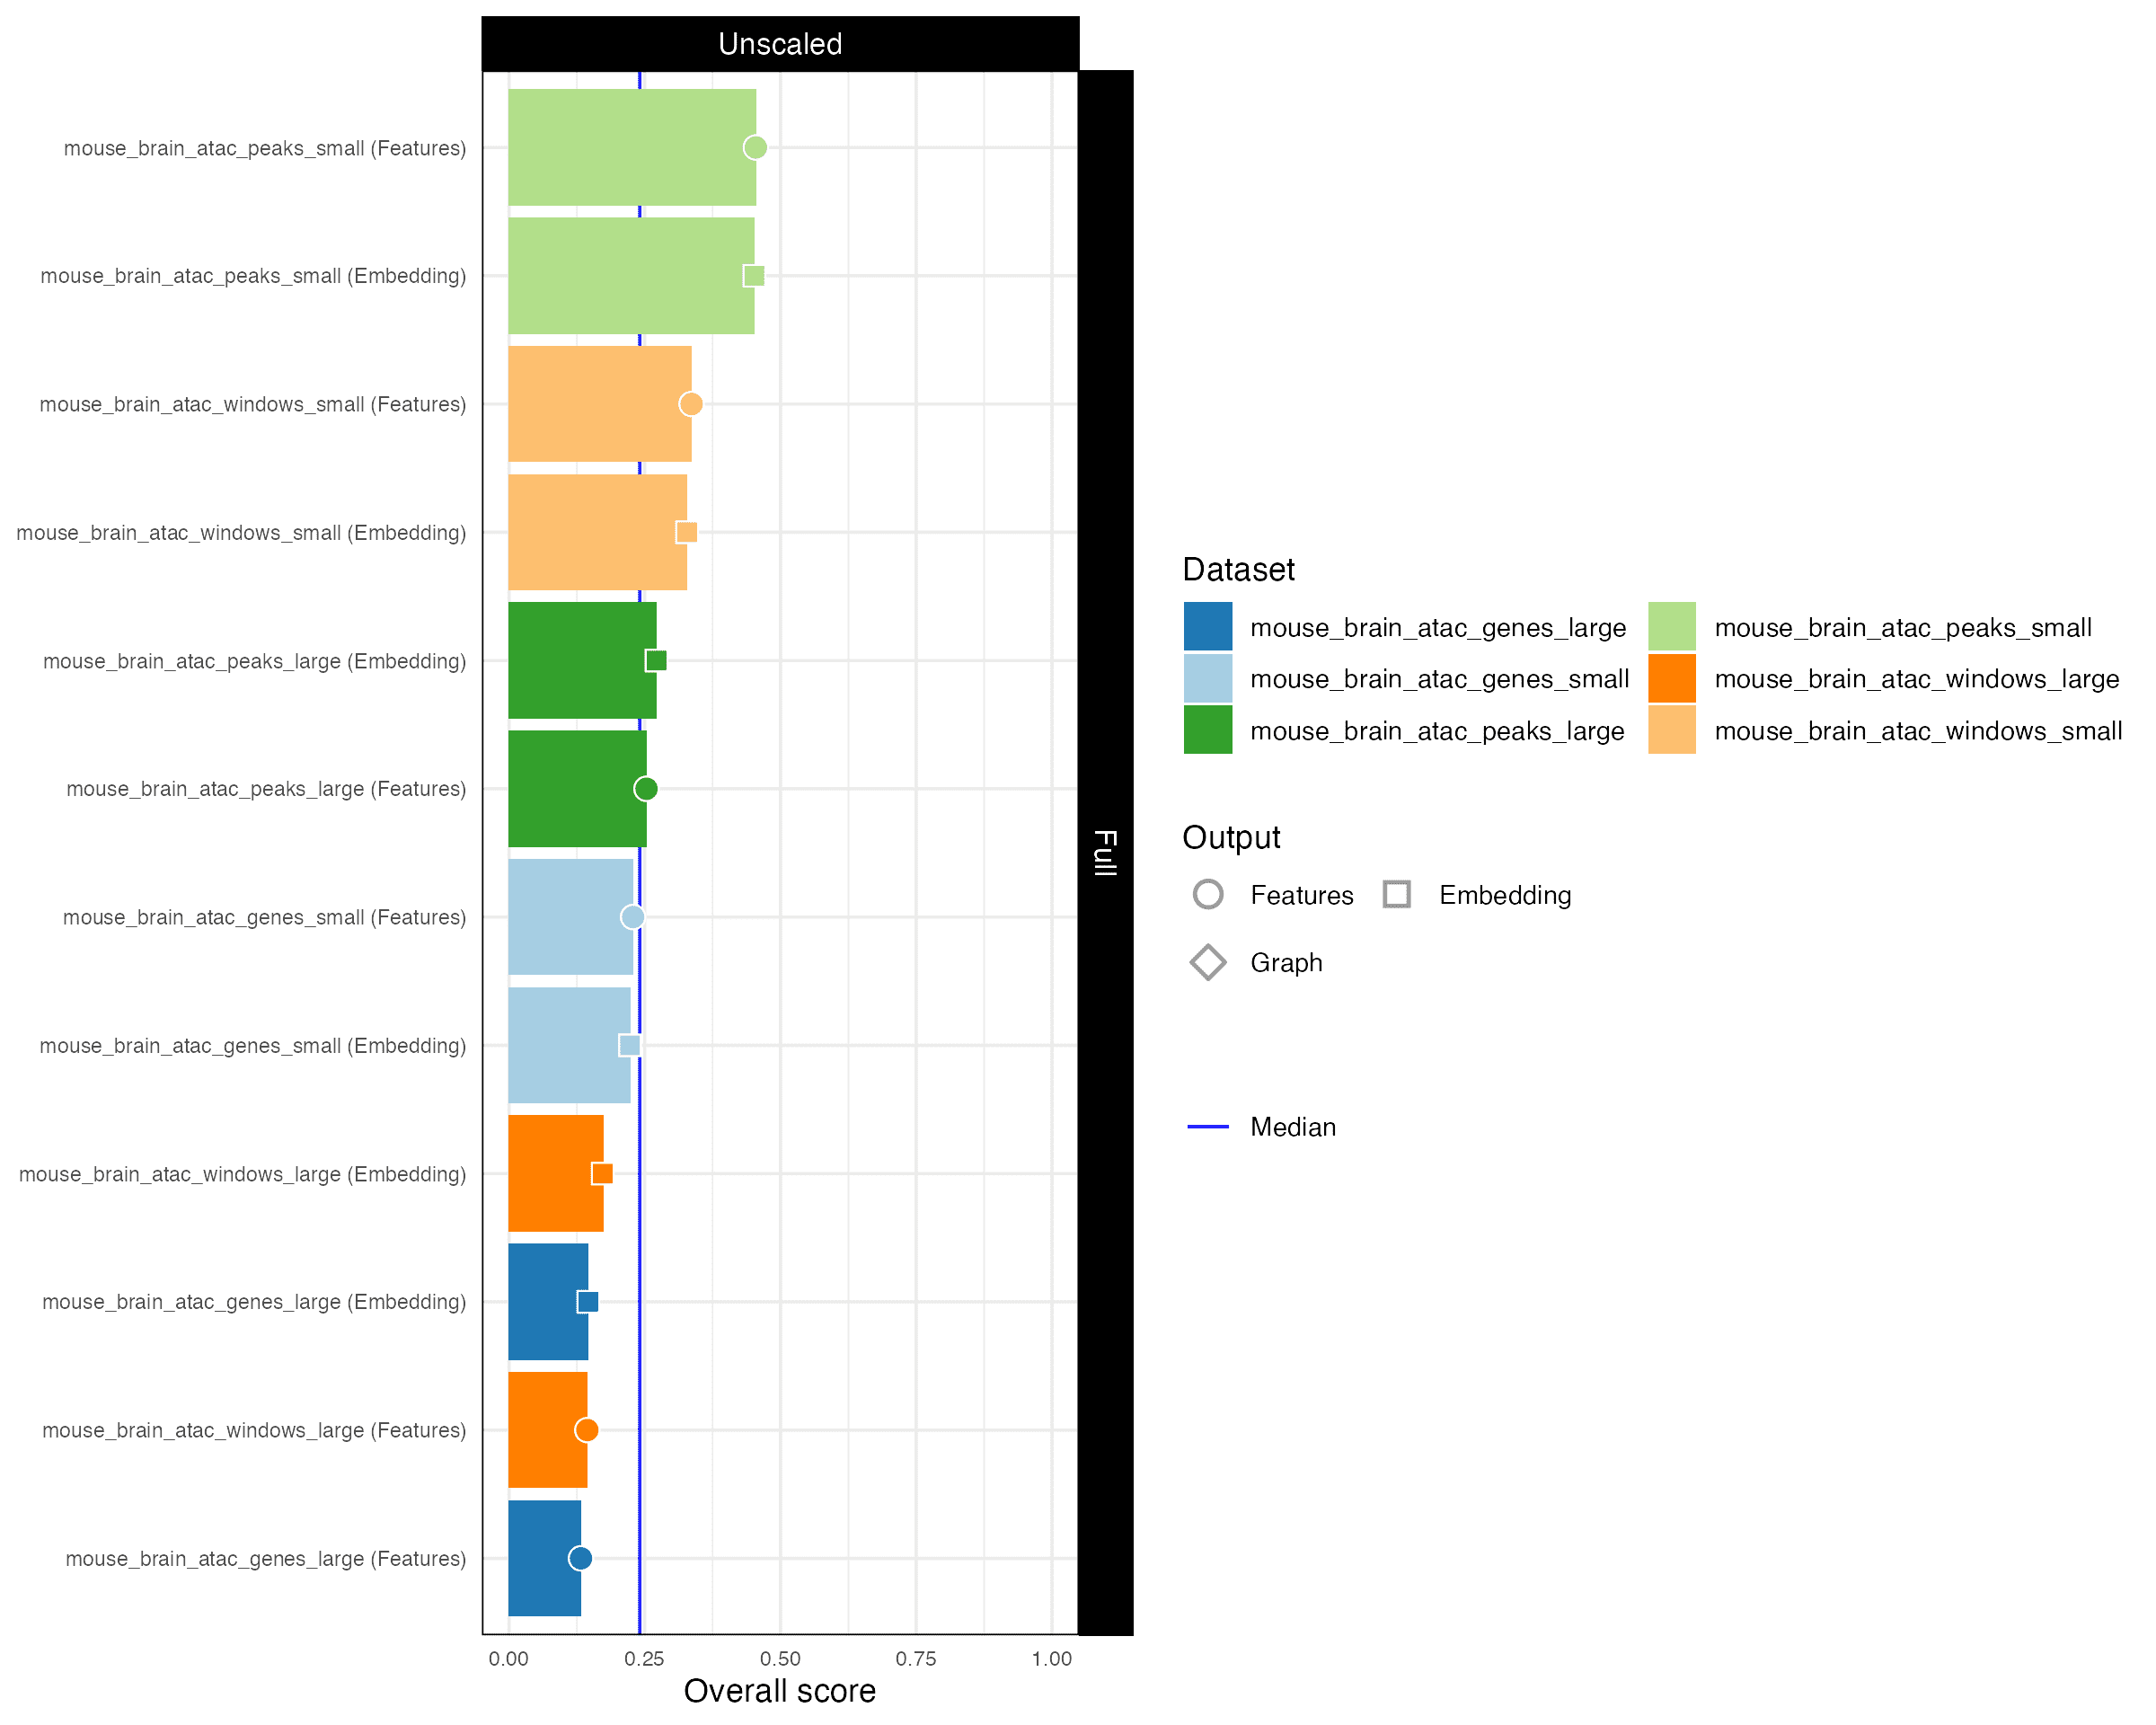 Unscaled
mouse_brain_atac_peaks_small (Features)
mouse_brain_atac_peaks_small (Embedding)
mouse_brain_atac_windows_small (Features)
mouse_brain_atac_windows_small (Embedding)
mouse_brain_atac_peaks_large (Embedding)
mouse_brain_atac_peaks_large (Features)
mouse_brain_atac_genes_small (Features)
mouse_brain_atac_genes_small (Embedding)
mouse_brain_atac_windows_large (Embedding)
mouse_brain_atac_genes_large (Embedding)
mouse_brain_atac_windows_large (Features)
mouse_brain_atac_genes_large (Features)
0.00 0.25 0.50 0.75 1.00
Overall score
Full
Dataset
mouse_brain_atac_genes_large mouse_brain_atac_peaks_small
mouse_brain_atac_genes_small mouse_brain_atac_windows_large
mouse_brain_atac_peaks_large mouse_brain_atac_windows_small
Output
Features Embedding
Graph
Median